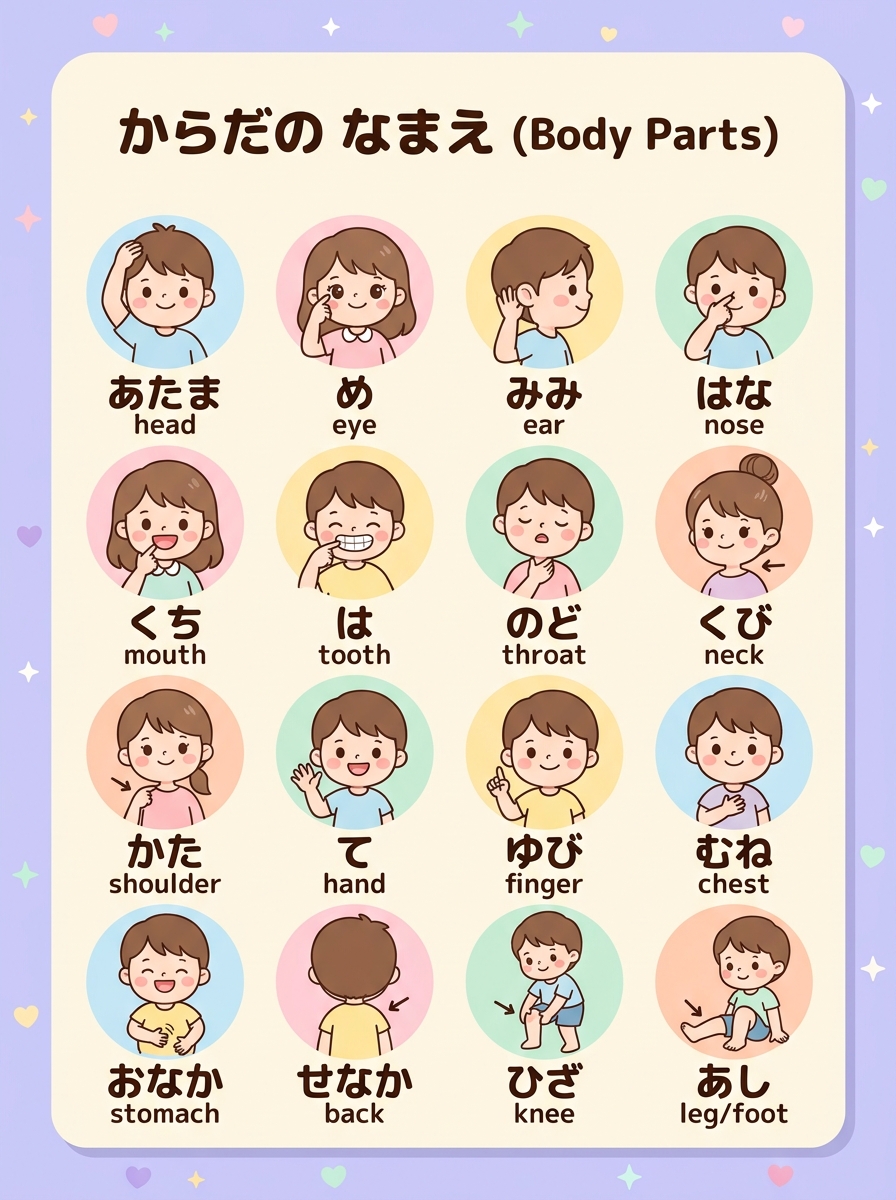 からだの なまえ (Body Parts)
あたま
head
め
eye
みみ
ear
はな
nose
くち
mouth
は
tooth
のど
throat
くび
neck
かた
shoulder
て
hand
ゆび
finger
むね
chest
おなか
stomach
せなか
back
ひざ
knee
あし
leg/foot